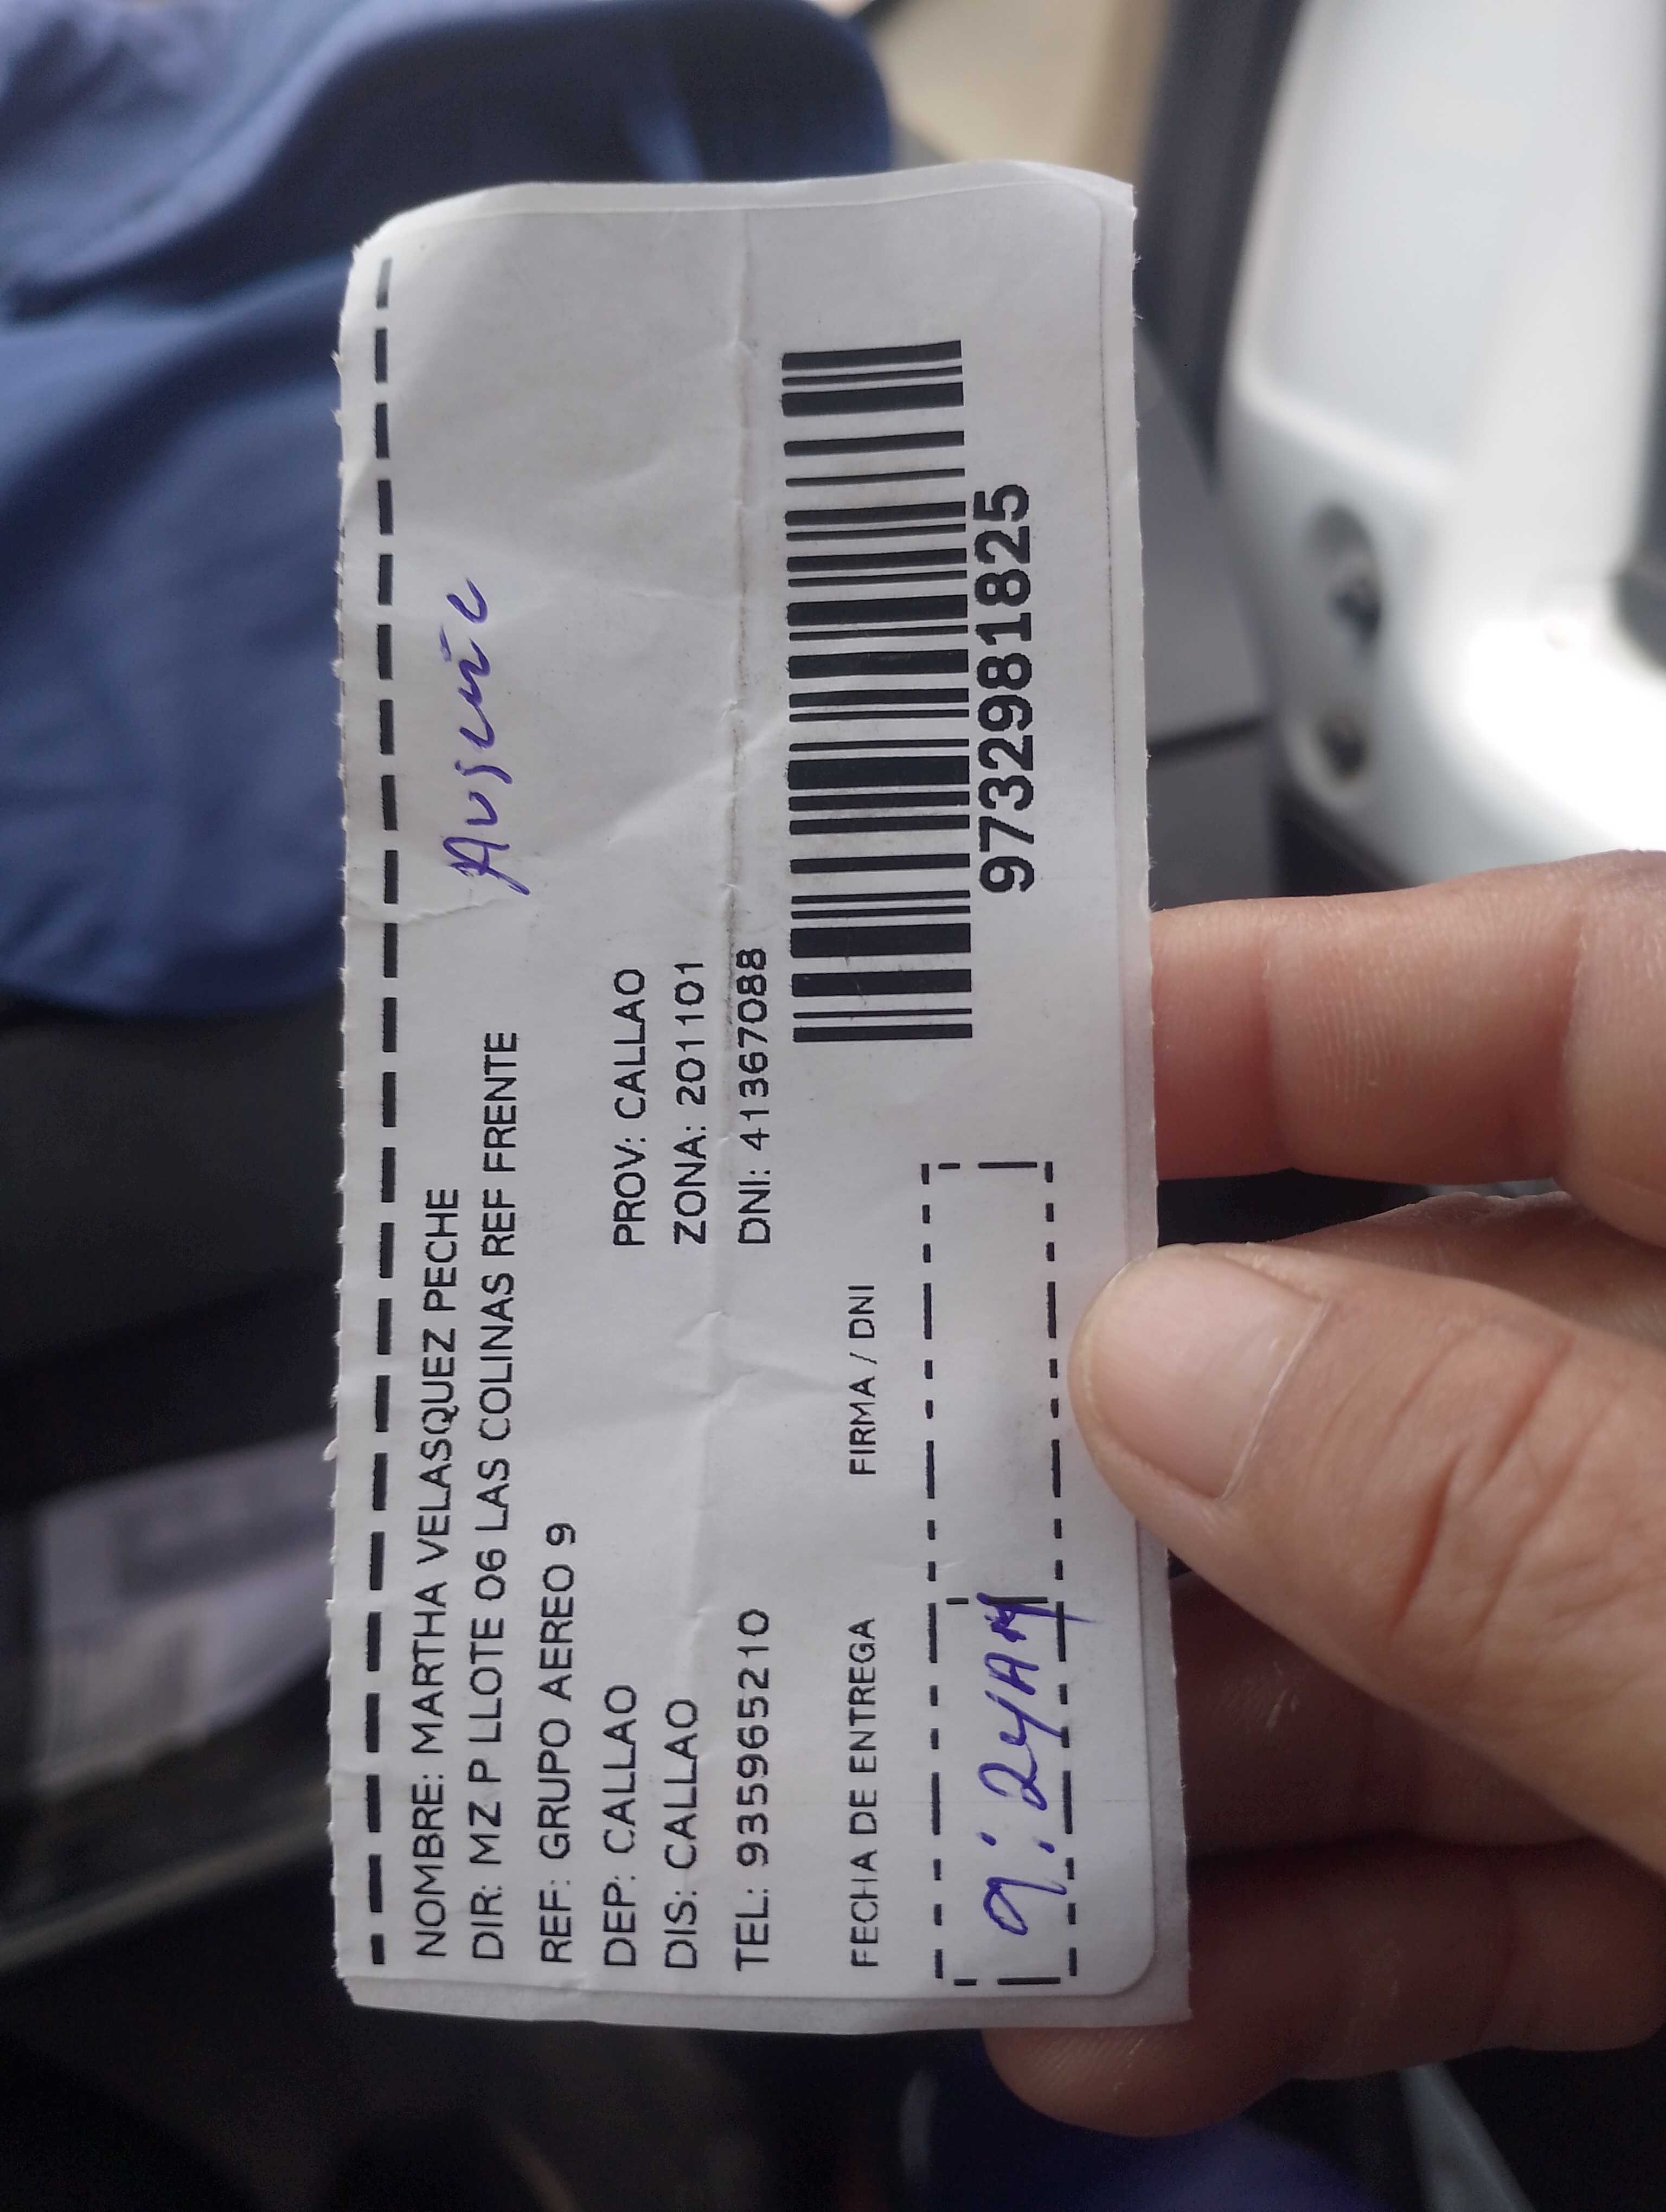 NOMBRE: MARTHA VELASQUEZ PECHE
Ausente
DIR: MZ P LLOTE 06 LAS COLINAS REF FRENTE
REF: GRUPO AEREO 9
DEP: CALLAO PROV: CALLAO
DIS: CALLAO ZONA: 201101
TEL: 935965210 DNI: 41367088
FECHA DE ENTREGA FIRMA / DNI
9:24AM
9732981825